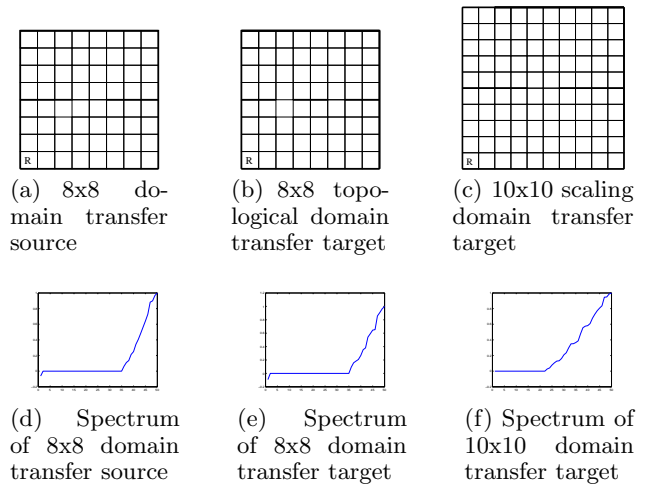 R
R
R
(a) 8x8 do-
main transfer
source
(b) 8x8 topo-
logical domain
transfer target
(c) 10x10 scaling
domain transfer
target
(d) Spectrum
of 8x8 domain
transfer source
(e) Spectrum
of 8x8 domain
transfer target
(f) Spectrum of
10x10 domain
transfer target